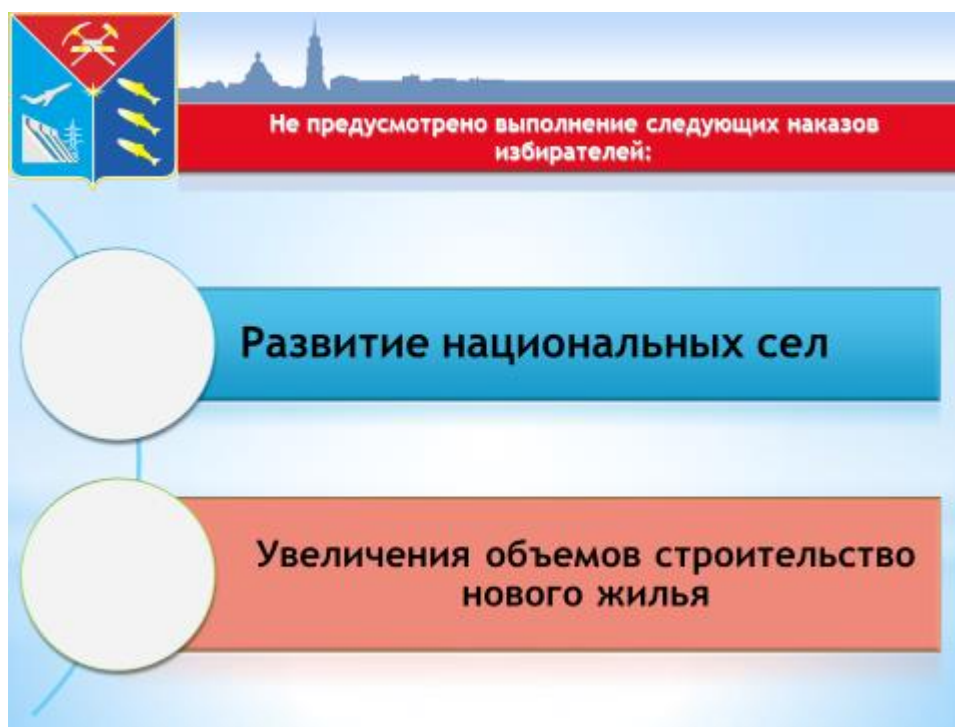 Не предусмотрено выполнение следующих наказов
избирателей:
Развитие национальных сел
Увеличения объемов строительство
нового жилья